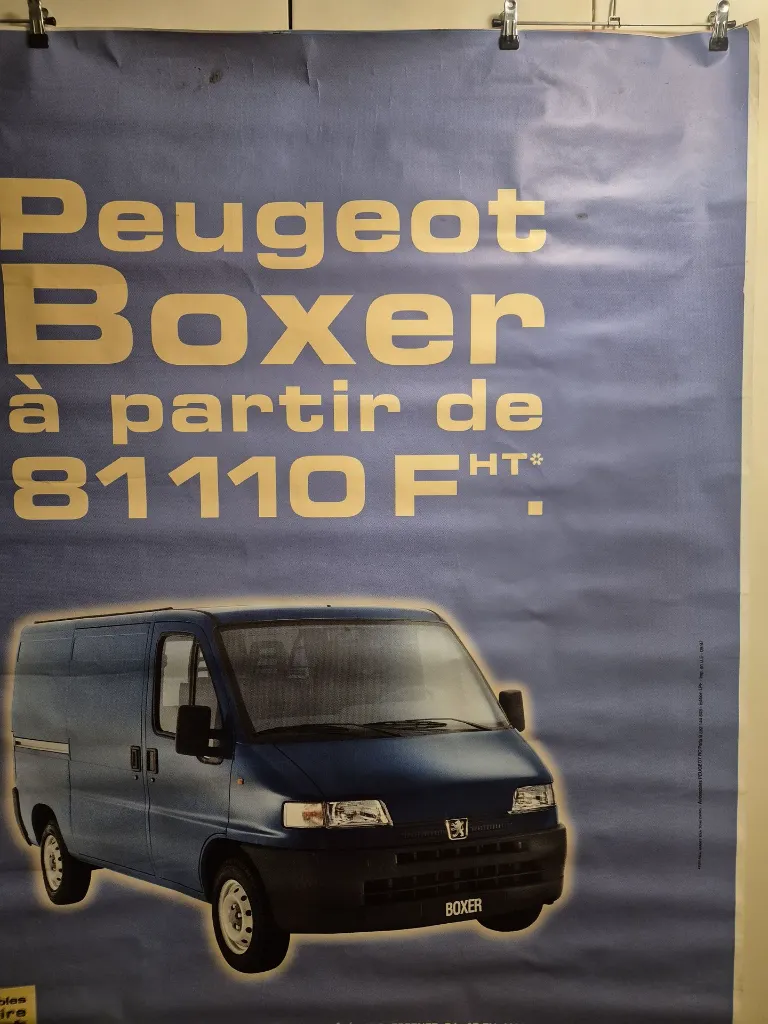 Peugeot
Boxer
à partir de
81110 F HT*.
BOXER